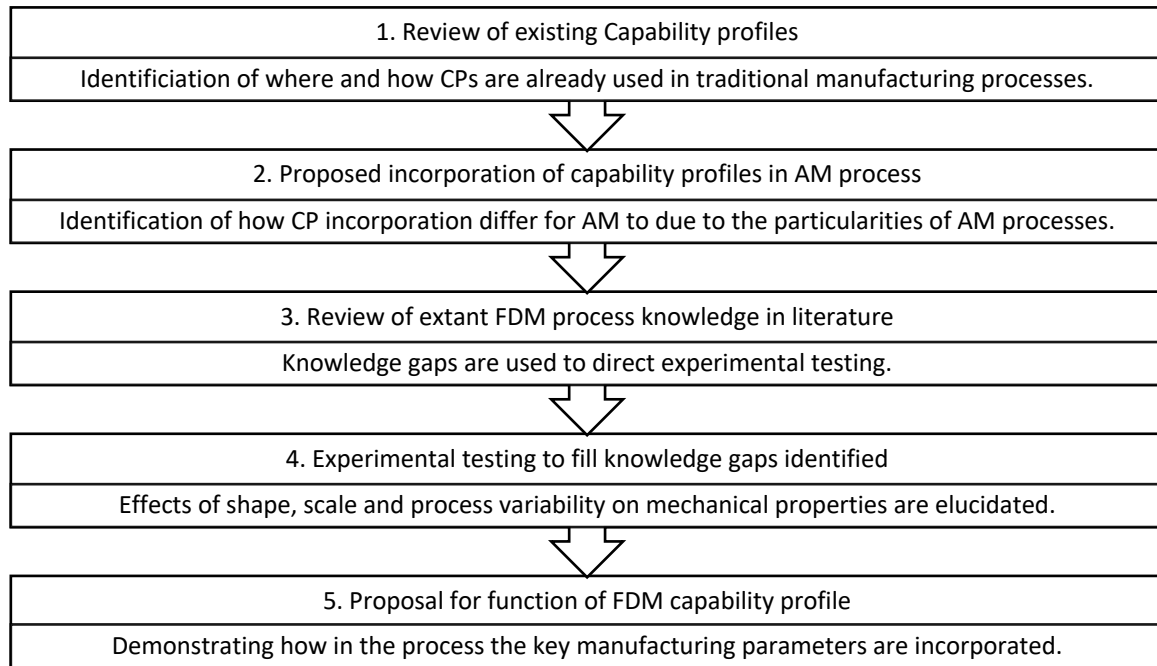 1. Review of existing Capability profiles
Identificiation of where and how CPs are already used in traditional manufacturing processes.
2. Proposed incorporation of capability profiles in AM process
Identification of how CP incorporation differ for AM to due to the particularities of AM processes.
3. Review of extant FDM process knowledge in literature
Knowledge gaps are used to direct experimental testing.
4. Experimental testing to fill knowledge gaps identified
Effects of shape, scale and process variability on mechanical properties are elucidated.
5. Proposal for function of FDM capability profile
Demonstrating how in the process the key manufacturing parameters are incorporated.